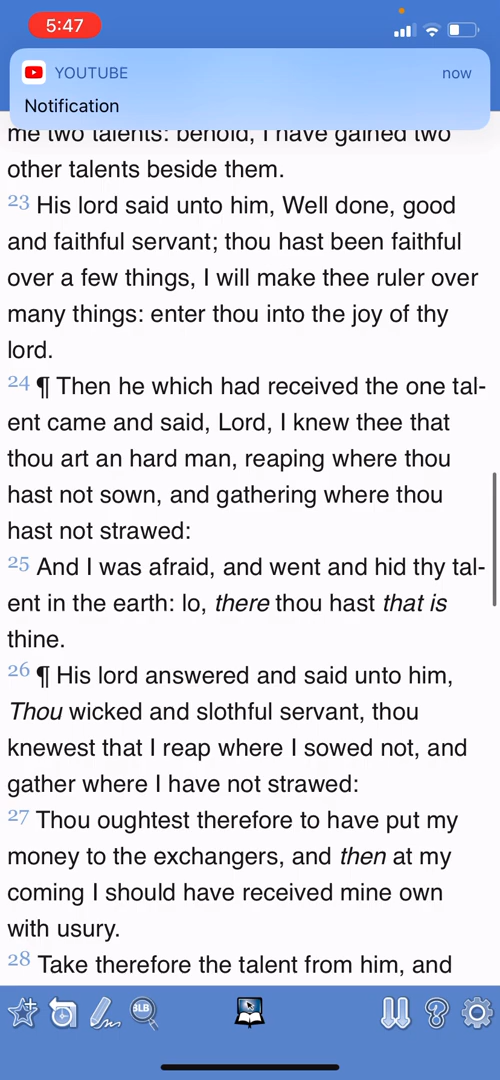 5:47
YOUTUBE
now
Notification
me two talents: behold, I have gained two
other talents beside them.
23 His lord said unto him, Well done, good
and faithful servant; thou hast been faithful
over a few things, I will make thee ruler over
many things: enter thou into the joy of thy
lord.
24 ¶ Then he which had received the one tal-
ent came and said, Lord, I knew thee that
thou art an hard man, reaping where thou
hast not sown, and gathering where thou
hast not strawed:
25 And I was afraid, and went and hid thy tal-
ent in the earth: lo, there thou hast that is
thine.
26 ¶ His lord answered and said unto him,
Thou wicked and slothful servant, thou
knewest that I reap where I sowed not, and
gather where I have not strawed:
27 Thou oughtest therefore to have put my
money to the exchangers, and then at my
coming I should have received mine own
with usury.
28 Take therefore the talent from him, and
BLB